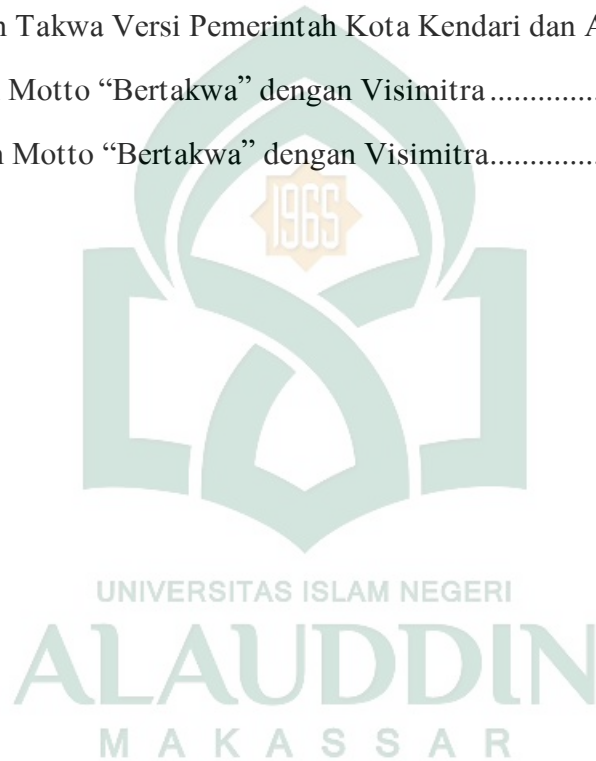 n Takwa Versi Pemerintah Kota Kendari dan A
Motto “Bertakwa” dengan Visimitra ..............
n Motto “Bertakwa” dengan Visimitra..............
1965
UNIVERSITAS ISLAM NEGERI
ALAUDDIN
MAKASSAR